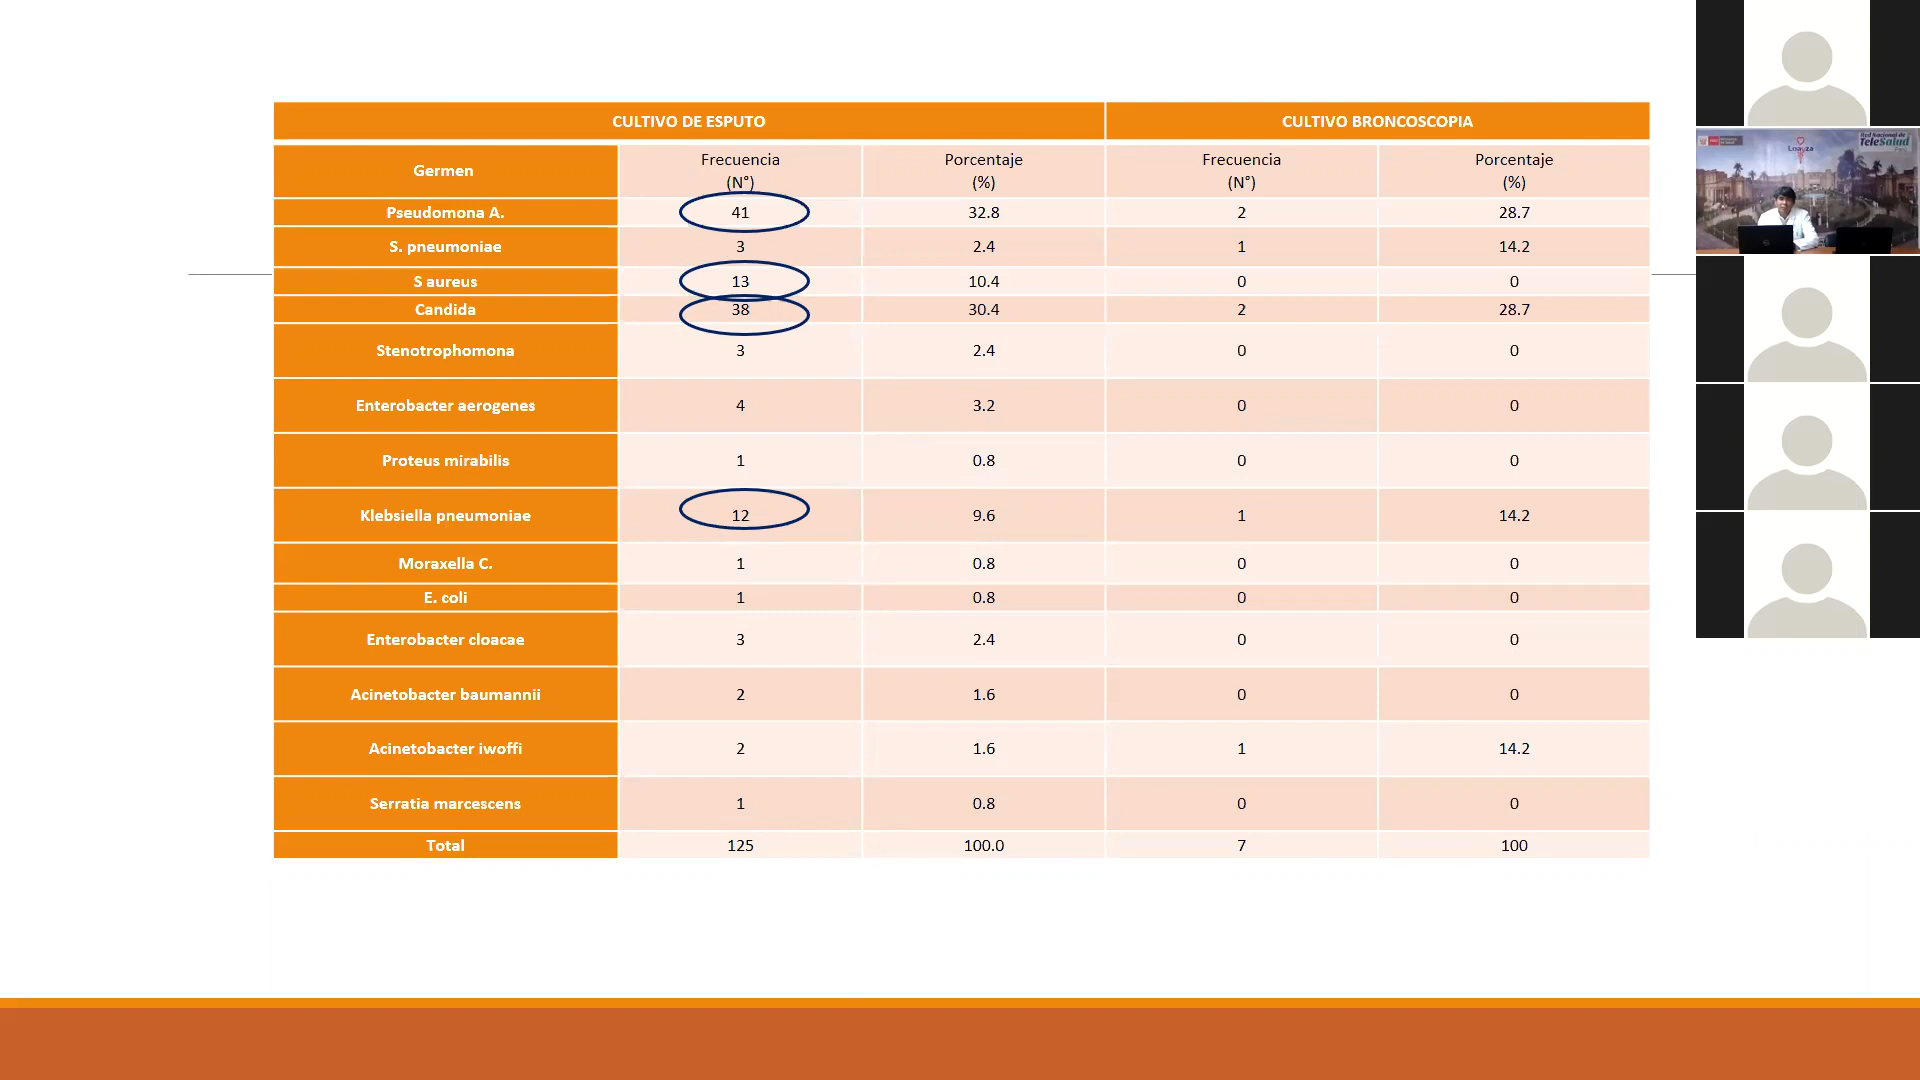 CULTIVO DE ESPUTO CULTIVO BRONCOSCOPIA
Germen Frecuencia (N°) Porcentaje (%) Frecuencia (N°) Porcentaje (%)
Pseudomona A. 41 32.8 2 28.7
S. pneumoniae 3 2.4 1 14.2
S aureus 13 10.4 0 0
Candida 38 30.4 2 28.7
Stenotrophomona 3 2.4 0 0
Enterobacter aerogenes 4 3.2 0 0
Proteus mirabilis 1 0.8 0 0
Klebsiella pneumoniae 12 9.6 1 14.2
Moraxella C. 1 0.8 0 0
E. coli 1 0.8 0 0
Enterobacter cloacae 3 2.4 0 0
Acinetobacter baumannii 2 1.6 0 0
Acinetobacter iwoffi 2 1.6 1 14.2
Serratia marcescens 1 0.8 0 0
Total 125 100.0 7 100
Loayza
Red Nacional de
TeleSalud